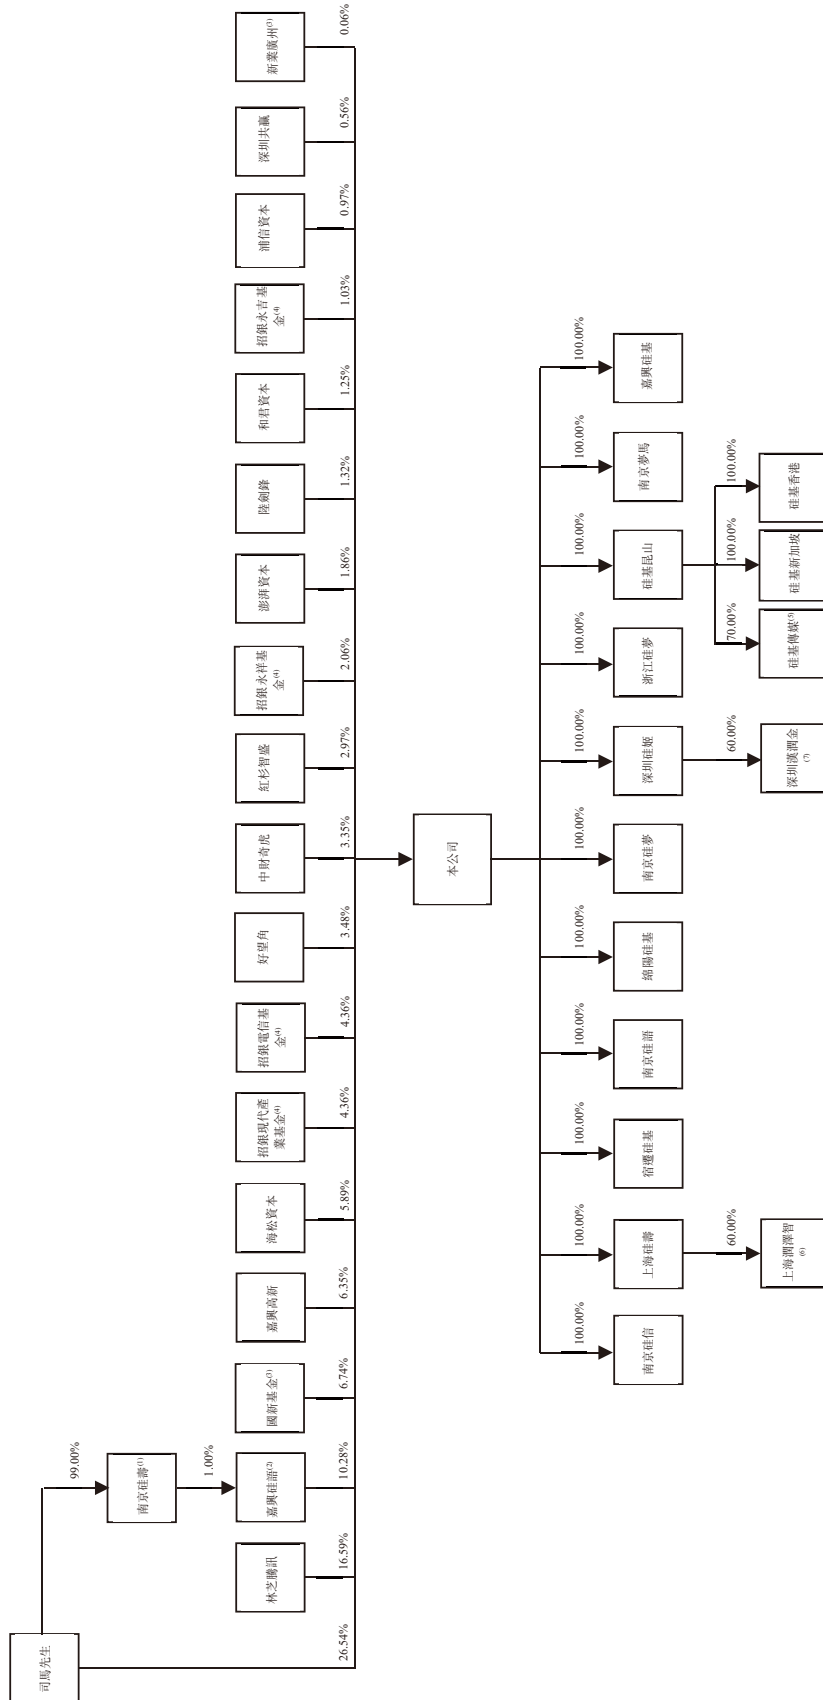 司馬先生
99.00%
南京硅壽(1)
1.00%
26.54%
林芝騰訊
16.59%
嘉興硅語(2)
10.28%
國新基金(3)
6.74%
嘉興高新
6.35%
海松資本
5.89%
招銀現代產
業基金(4)
4.36%
招銀電信基
金(4)
4.36%
好望角
3.48%
中財奇虎
3.35%
紅杉智盛
2.97%
招銀永祥基
金(4)
2.06%
澎湃資本
1.86%
陸劍鋒
1.32%
和君資本
1.25%
招銀永吉基
金(4)
1.03%
浦信資本
0.97%
深圳共贏
0.56%
新業廣州(3)
0.06%
本公司
100.00%
南京硅信
100.00%
上海硅壽
60.00%
上海潤澤智
(6)
100.00%
宿遷硅基
100.00%
南京硅語
100.00%
綿陽硅基
100.00%
南京硅夢
100.00%
深圳硅姬
60.00%
深圳漢潤金
(7)
100.00%
浙江硅夢
100.00%
硅基昆山
70.00%
硅基傳媒(5)
100.00%
硅基新加坡
100.00%
硅基香港
100.00%
南京夢馬
100.00%
嘉興硅基